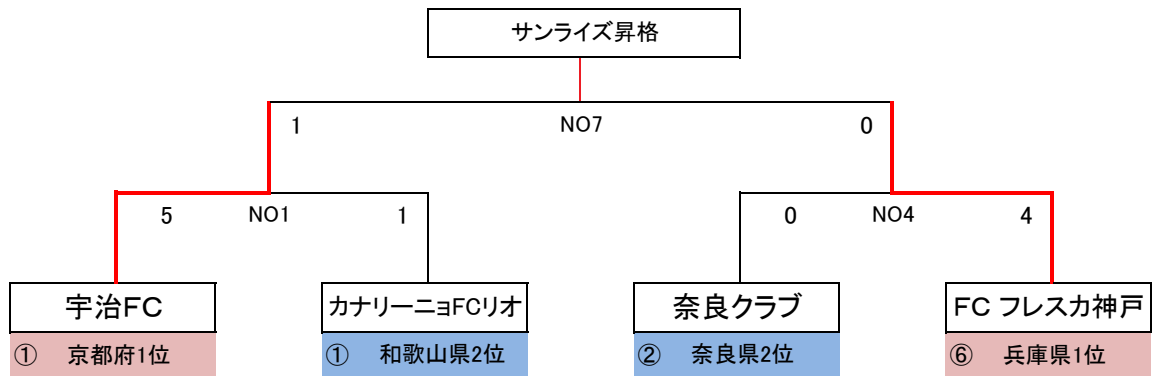 サンライズ昇格
1 NO7 0
5 NO1 1 0 NO4 4
宇治FC カナリーニョFCリオ 奈良クラブ FC フレスカ神戸
① 京都府1位 ① 和歌山県2位 ② 奈良県2位 ⑥ 兵庫県1位